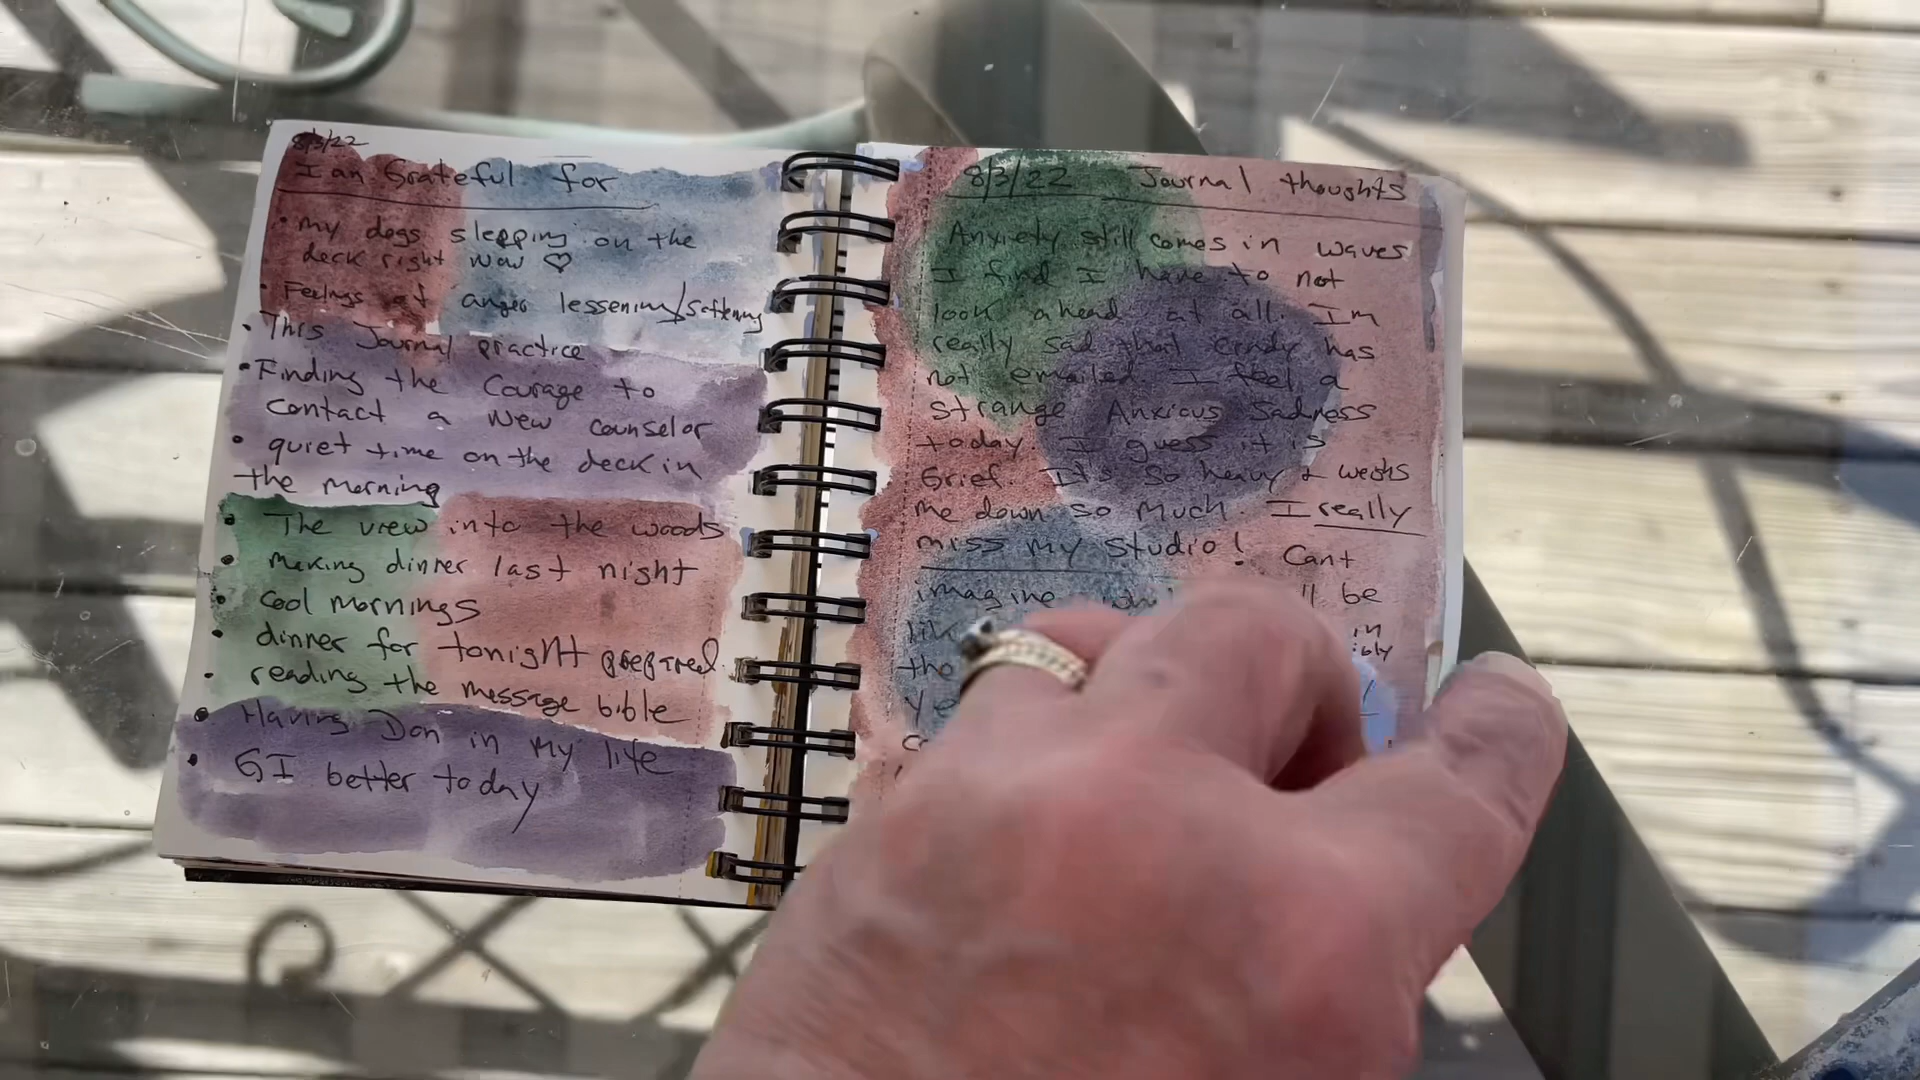 8/3/22
I am Grateful for
• My dogs sleeping on the
deck right now ♡
• Feelings of anger lessening/softening
• This Journal practice
• Finding the Courage to
contact a new counselor
• quiet time on the deck in
the morning
• The view into the woods
• Making dinner last night
• Cool mornings
• dinner for tonight prepared
• reading the message bible
• Having Don in my life
• GI better today
8/3/22 Journal thoughts
Anxiety still comes in waves
I find I have to not
look ahead at all. Im
really sad that Cindy has
not emailed. I feel a
strange Anxious Sadness
today. I guess it is
Grief. It's so heavy & weighs
me down so much. I really
miss my studio! Cant
imagine be
in